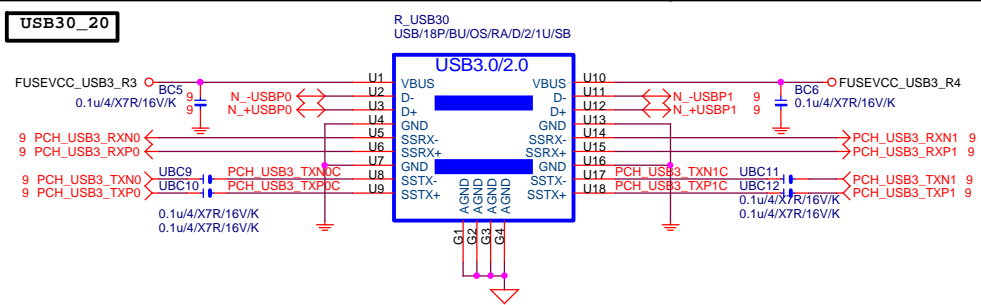 USB30_20
R_USB30
USB/18P/BU/OS/RA/D/2/1U/SB
USB3.0/2.0
FUSEVCC_USB3_R3
BC5
0.1u/4/X7R/16V/K
9 N_-USBP0
9 N_+USBP0
9 PCH_USB3_RXN0
9 PCH_USB3_RXP0
9 PCH_USB3_TXN0
9 PCH_USB3_TXP0
UBC9
UBC10
PCH_USB3_TXN0C
PCH_USB3_TXP0C
0.1u/4/X7R/16V/K
0.1u/4/X7R/16V/K
U1 VBUS
U2 D-
U3 D+
U4 GND
U5 SSRX-
U6 SSRX+
U7 GND
U8 SSTX-
U9 SSTX+
VBUS U10
D- U11
D+ U12
GND U13
SSRX- U14
SSRX+ U15
GND U16
SSTX- U17
SSTX+ U18
AGND AGND AGND AGND
G1 G2 G3 G4
FUSEVCC_USB3_R4
BC6
0.1u/4/X7R/16V/K
N_-USBP1 9
N_+USBP1 9
PCH_USB3_RXN1 9
PCH_USB3_RXP1 9
PCH_USB3_TXN1C
PCH_USB3_TXP1C
UBC11
UBC12
PCH_USB3_TXN1 9
PCH_USB3_TXP1 9
0.1u/4/X7R/16V/K
0.1u/4/X7R/16V/K